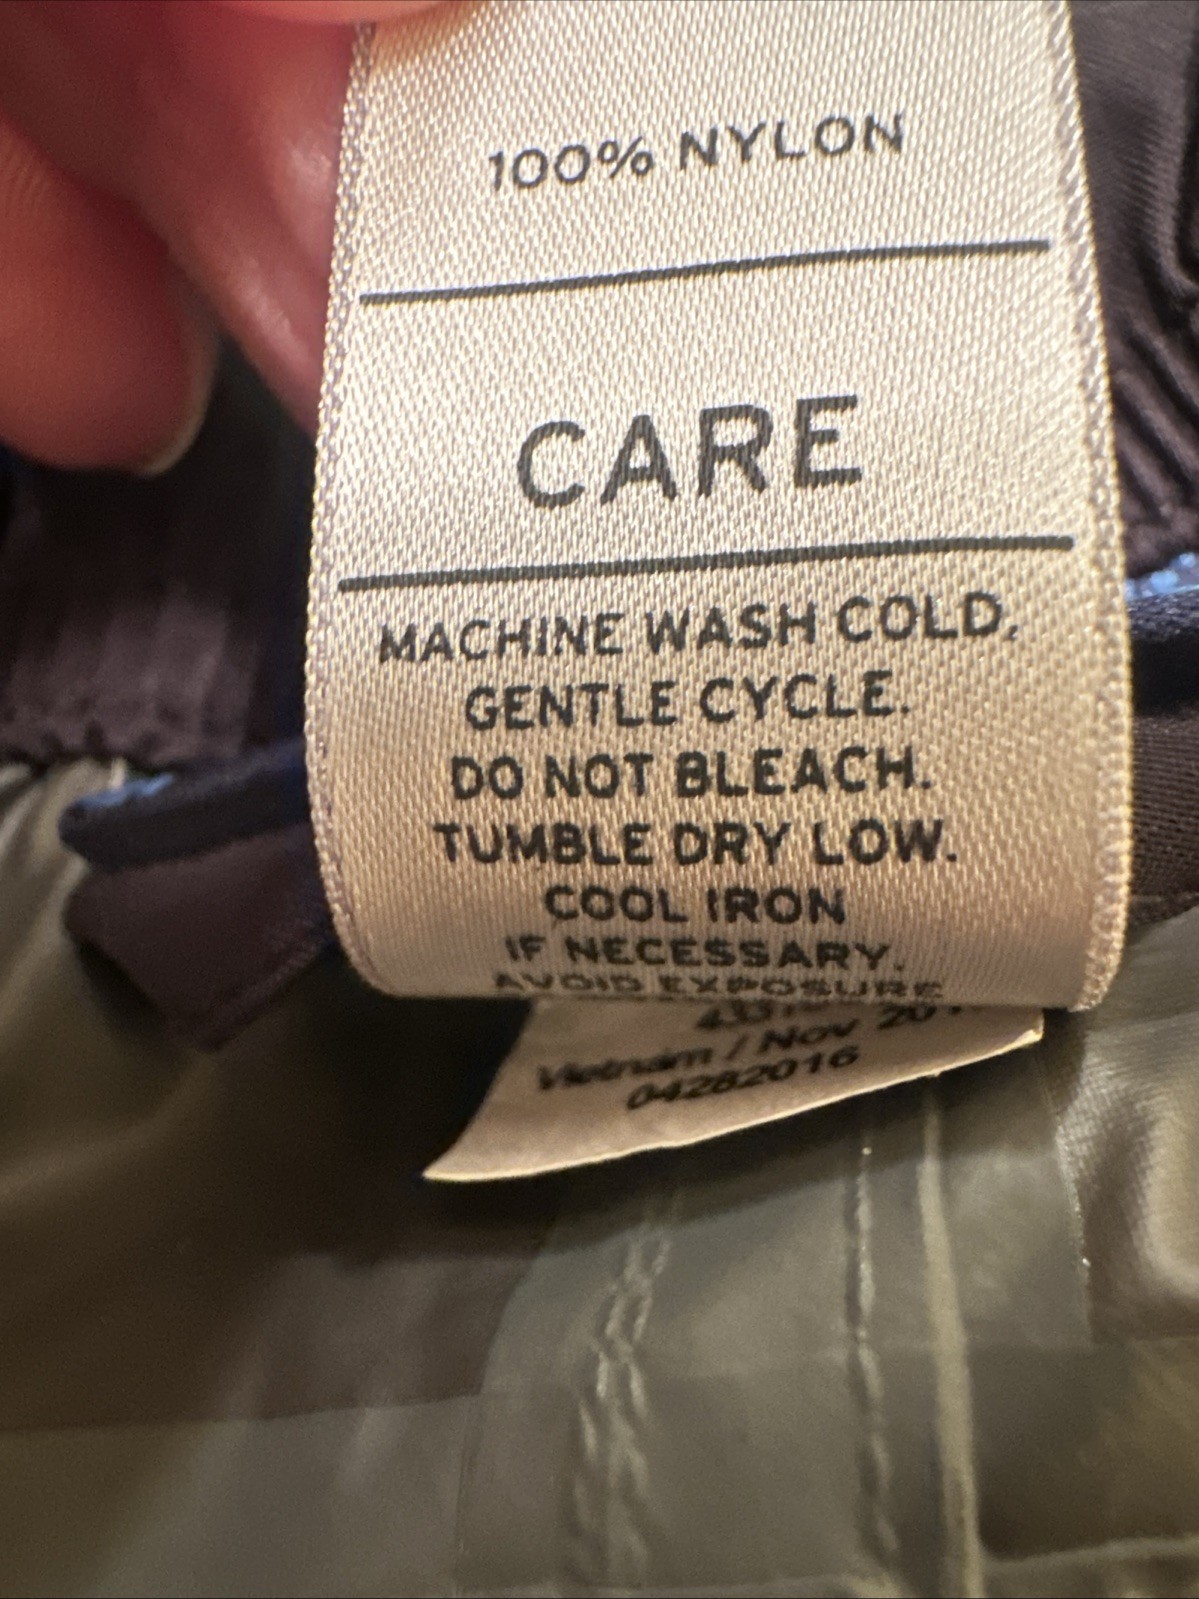 100% NYLON
CARE
MACHINE WASH COLD,
GENTLE CYCLE.
DO NOT BLEACH.
TUMBLE DRY LOW.
COOL IRON
IF NECESSARY.
AVOID EXPOSURE
Vietnam / Nov
04282016